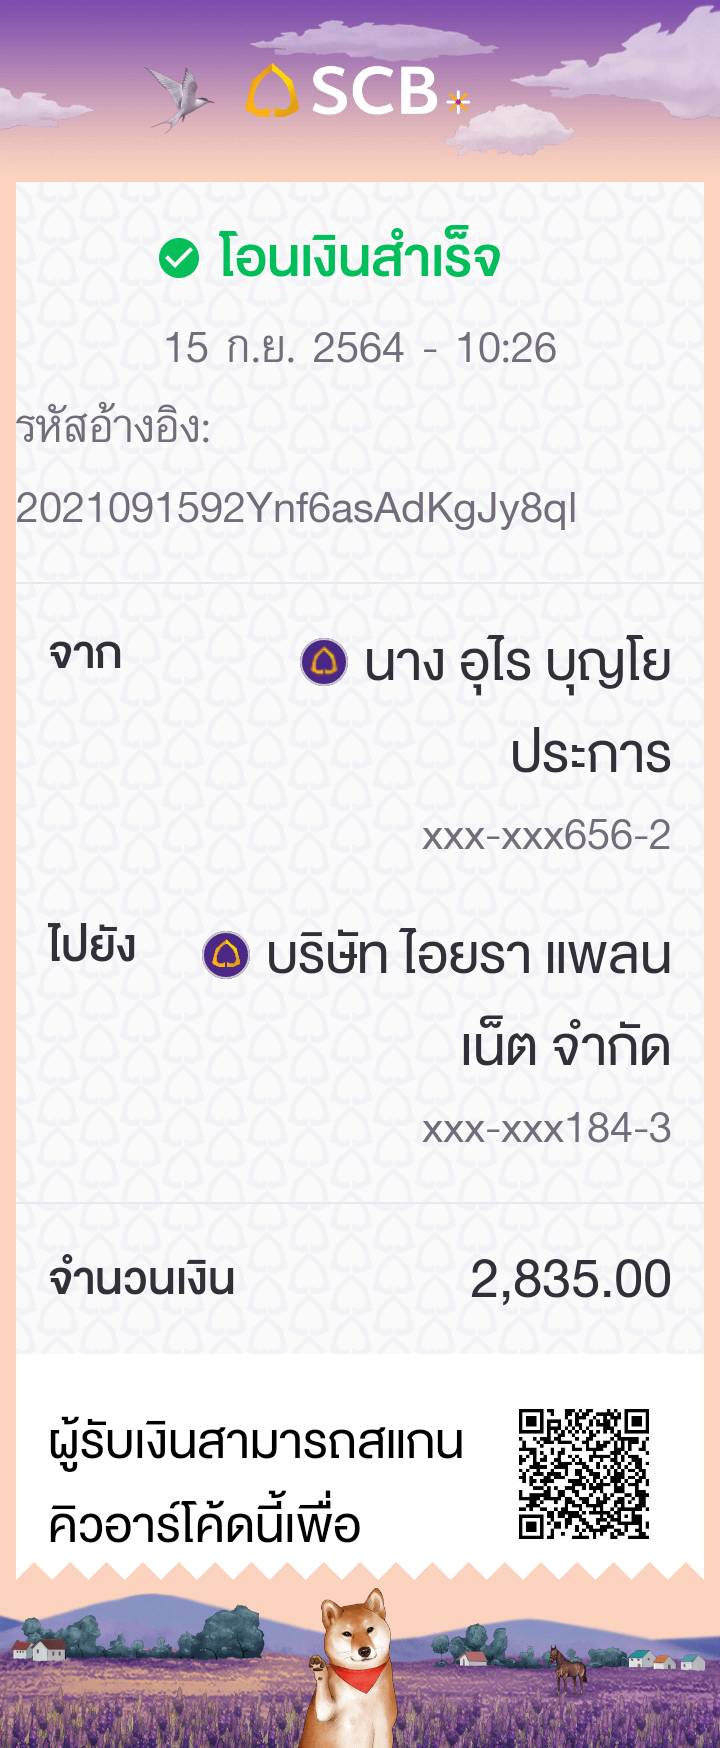 SCB
โอนเงินสำเร็จ
15 ก.ย. 2564 - 10:26
รหัสอ้างอิง:
2021091592Ynf6asAdKgJy8ql
จาก นาง อุไร บุญโย
ประการ
xxx-xxx656-2
ไปยัง บริษัท ไอยรา แพลน
เน็ต จำกัด
xxx-xxx184-3
จำนวนเงิน 2,835.00
ผู้รับเงินสามารถสแกน
คิวอาร์โค้ดนี้เพื่อ